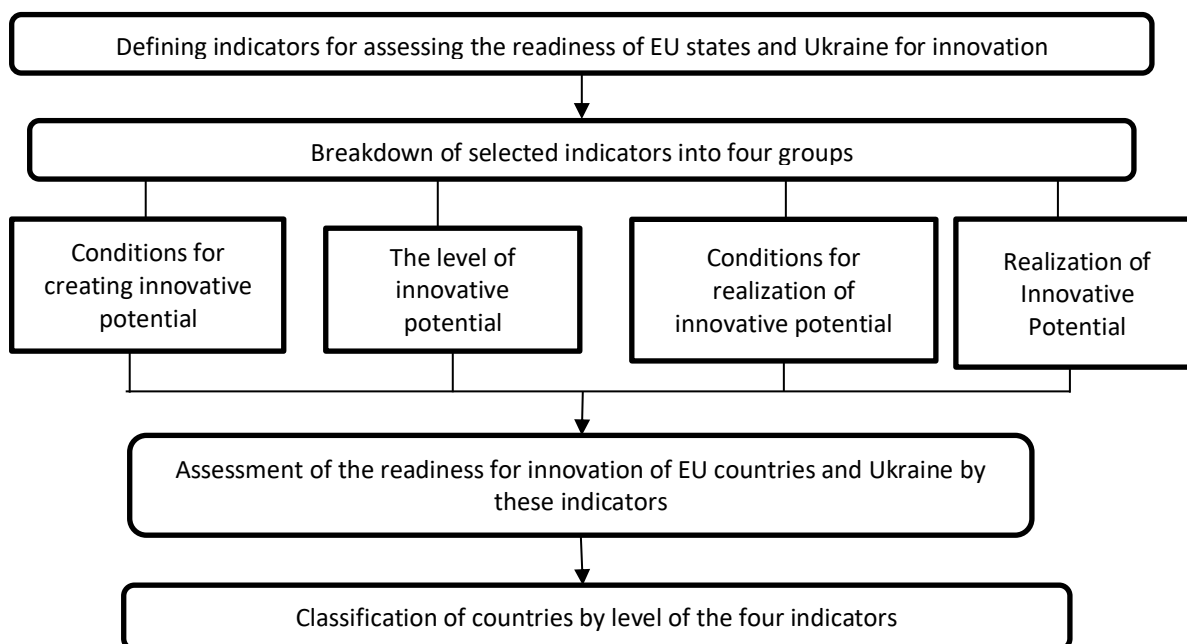 Defining indicators for assessing the readiness of EU states and Ukraine for innovation
Breakdown of selected indicators into four groups
Conditions for
creating innovative
potential
The level of
innovative
potential
Conditions for
realization of
innovative potential
Realization of
Innovative
Potential
Assessment of the readiness for innovation of EU countries and Ukraine by
these indicators
Classification of countries by level of the four indicators